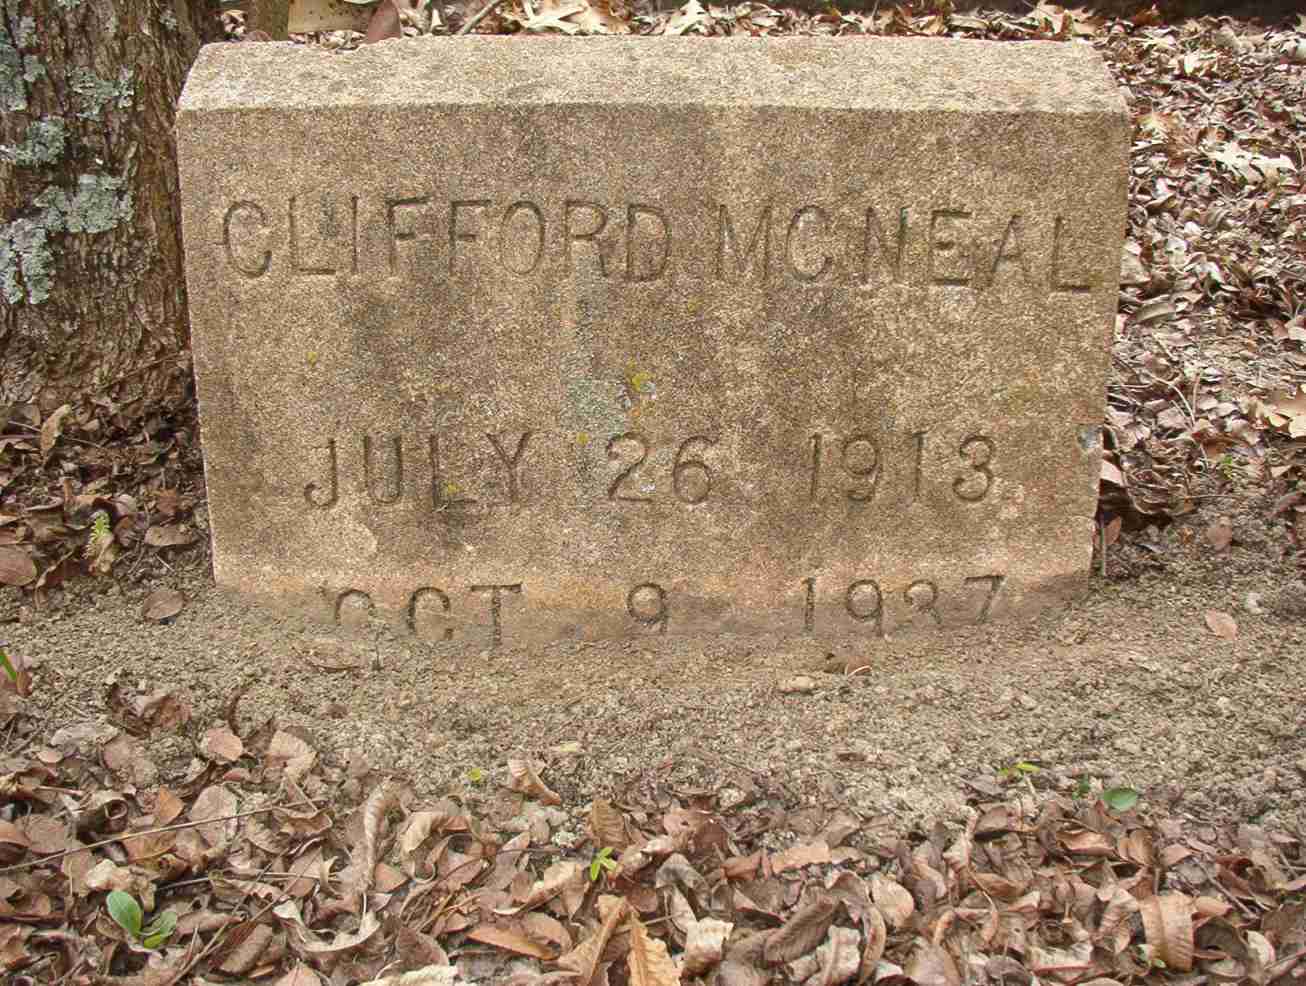 CLIFFORD MCNEAL
JULY 26 1913
OCT 9 1937